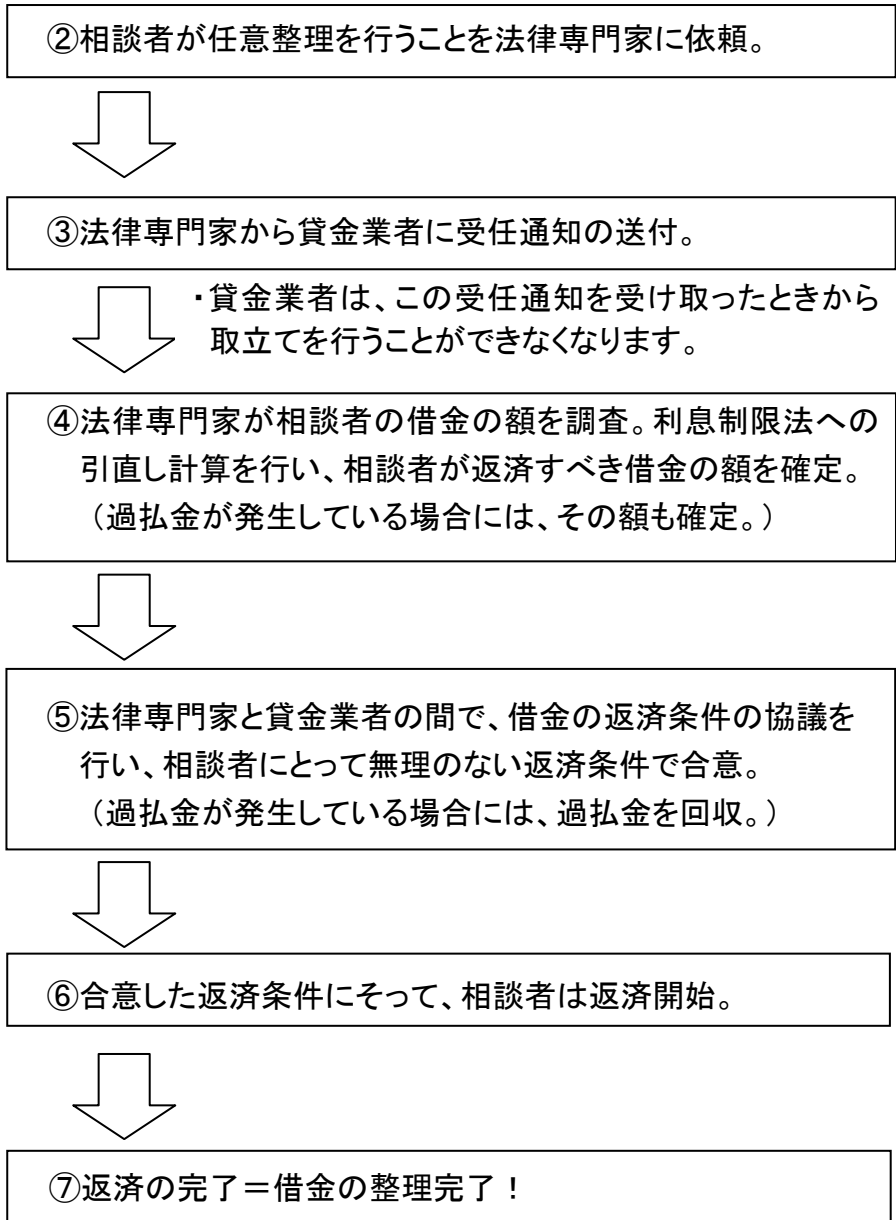 ②相談者が任意整理を行うことを法律専門家に依頼。
③法律専門家から貸金業者に受任通知の送付。
・貸金業者は、この受任通知を受け取ったときから
取立てを行うことができなくなります。
④法律専門家が相談者の借金の額を調査。利息制限法への
引直し計算を行い、相談者が返済すべき借金の額を確定。
（過払金が発生している場合には、その額も確定。）
⑤法律専門家と貸金業者の間で、借金の返済条件の協議を
行い、相談者にとって無理のない返済条件で合意。
（過払金が発生している場合には、過払金を回収。）
⑥合意した返済条件にそって、相談者は返済開始。
⑦返済の完了＝借金の整理完了！